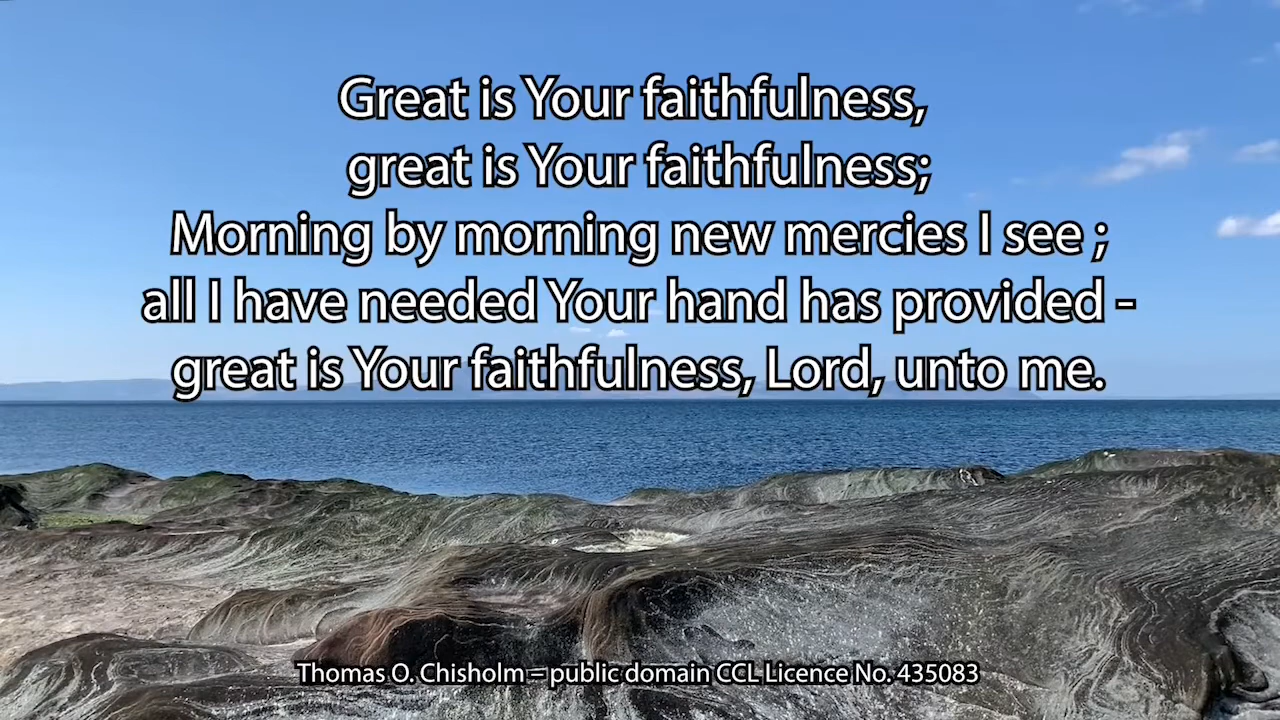 Great is Your faithfulness,
great is Your faithfulness;
Morning by morning new mercies I see ;
all I have needed Your hand has provided -
great is Your faithfulness, Lord, unto me.
Thomas O. Chisholm – public domain CCL Licence No. 435083